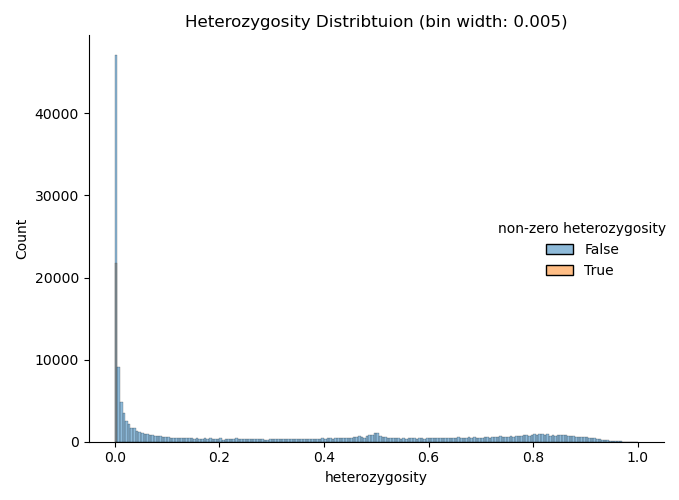 Heterozygosity Distribtuion (bin width: 0.005)
Count
40000
30000
20000
10000
0
non-zero heterozygosity
False
True
0.0 0.2 0.4 0.6 0.8 1.0
heterozygosity